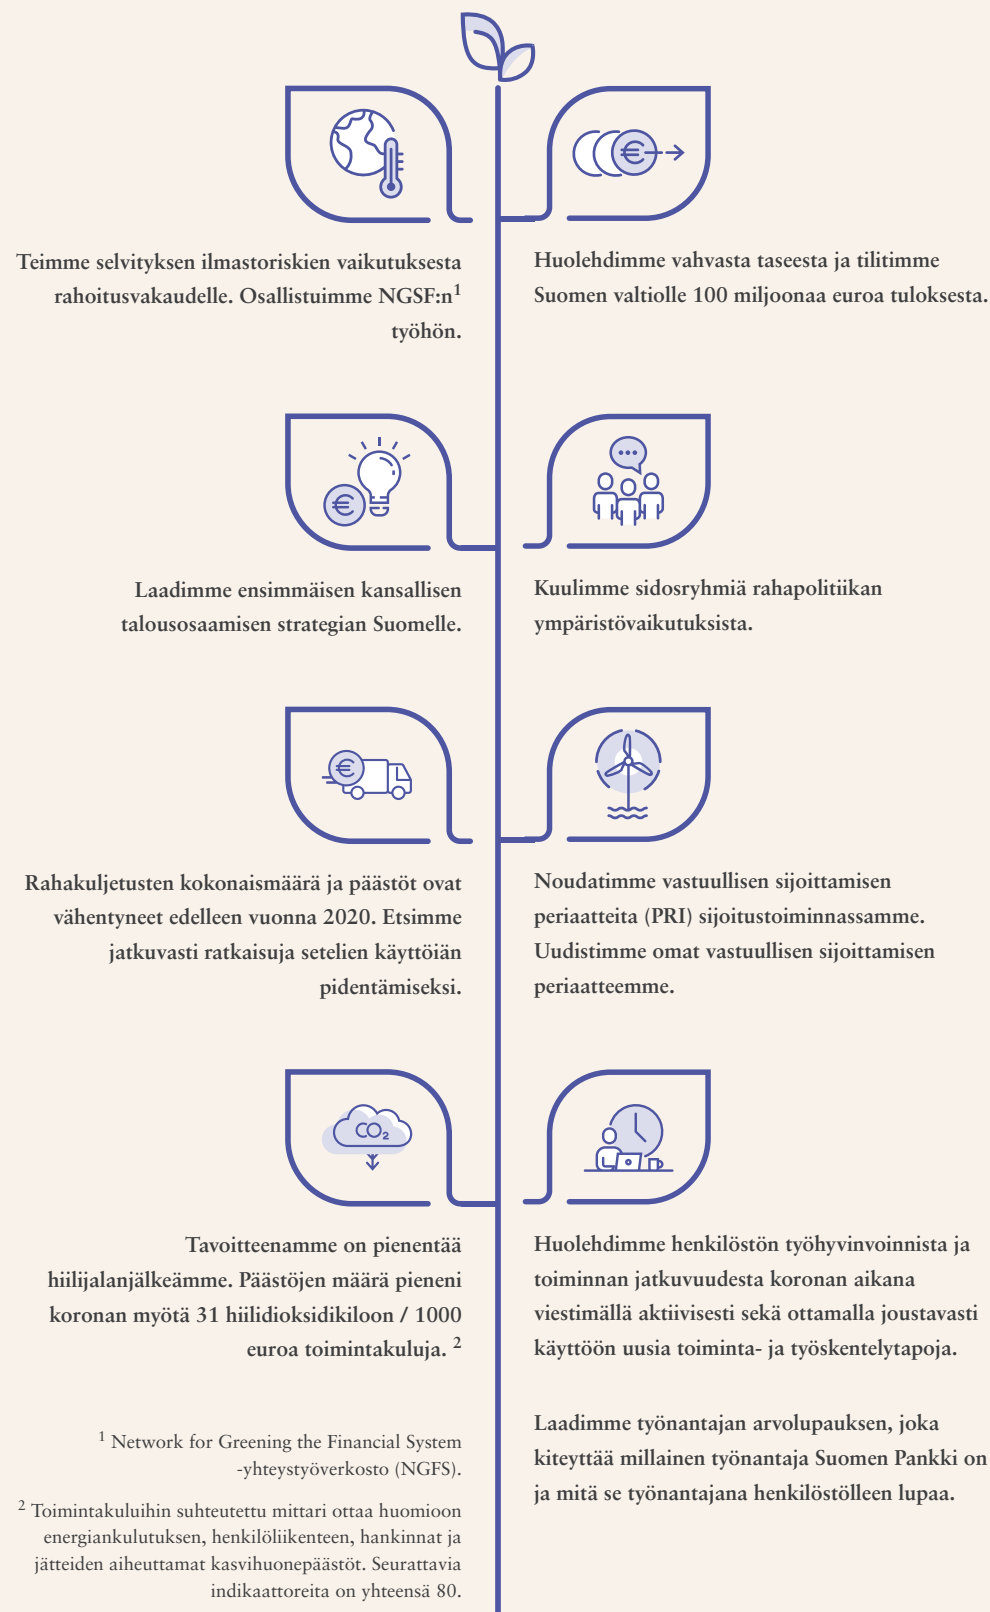 Teimme selvityksen ilmastoriskien vaikutuksesta
rahoitusvakaudelle. Osallistuimme NGSF:n¹
työhön.
Huolehdimme vahvasta taseesta ja tilitimme
Suomen valtiolle 100 miljoonaa euroa tuloksesta.
Laadimme ensimmäisen kansallisen
talousosaamisen strategian Suomelle.
Kuulimme sidosryhmiä rahapolitiikan
ympäristövaikutuksista.
Rahakuljetusten kokonaismäärä ja päästöt ovat
vähentyneet edelleen vuonna 2020. Etsimme
jatkuvasti ratkaisuja setelien käyttöiän
pidentämiseksi.
Noudatimme vastuullisen sijoittamisen
periaatteita (PRI) sijoitustoiminnassamme.
Uudistimme omat vastuullisen sijoittamisen
periaatteemme.
CO₂
Tavoitteenamme on pienentää
hiilijalanjälkeämme. Päästöjen määrä pieneni
koronan myötä 31 hiilidioksidikiloon / 1000
euroa toimintakuluja. ²
Huolehdimme henkilöstön työhyvinvoinnista ja
toiminnan jatkuvuudesta koronan aikana
viestimällä aktiivisesti sekä ottamalla joustavasti
käyttöön uusia toiminta- ja työskentelytapoja.
Laadimme työnantajan arvolupauksen, joka
kiteyttää millainen työnantaja Suomen Pankki on
ja mitä se työnantajana henkilöstölleen lupaa.
¹ Network for Greening the Financial System
-yhteystyöverkosto (NGFS).
² Toimintakuluihin suhteutettu mittari ottaa huomioon
energiankulutuksen, henkilöliikenteen, hankinnat ja
jätteiden aiheuttamat kasvihuonepäästöt. Seurattavia
indikaattoreita on yhteensä 80.